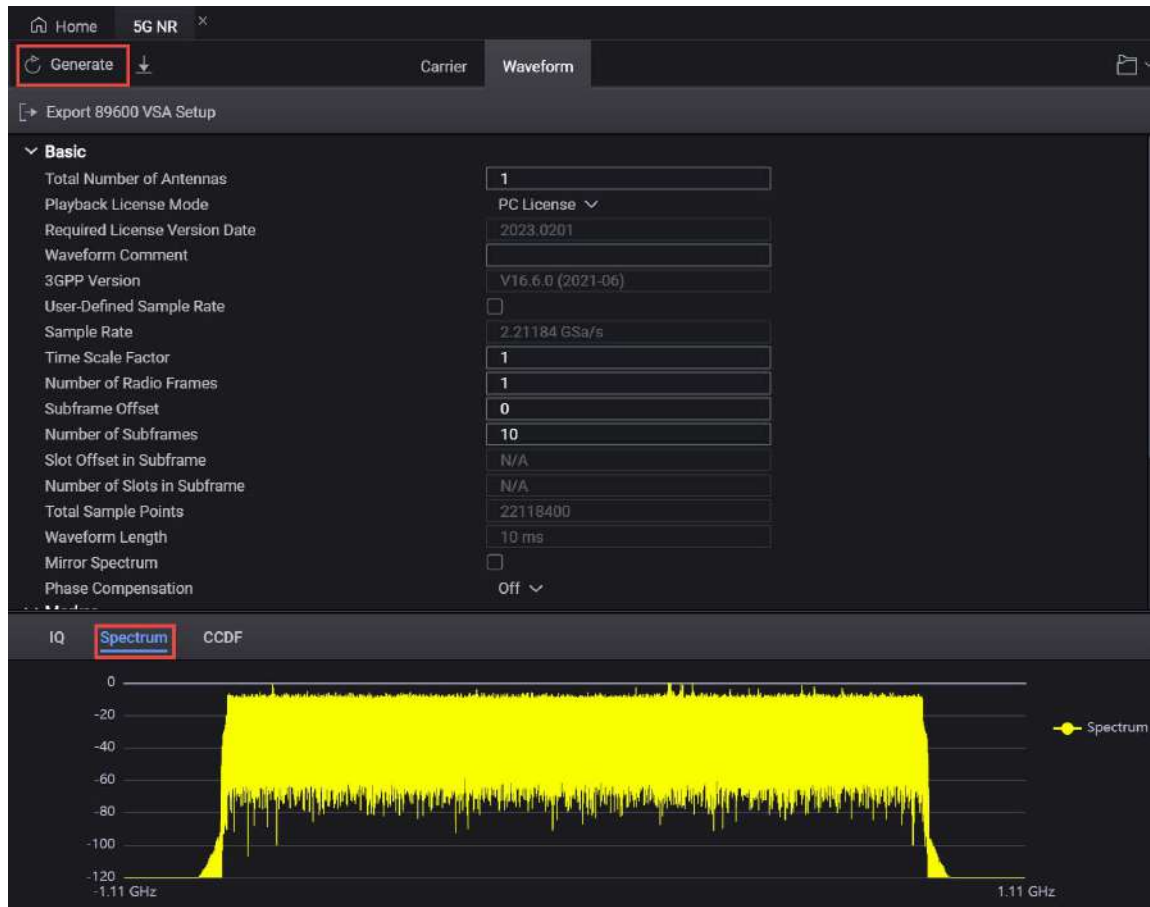 Home 5G NR ×
Generate Carrier Waveform
Export 89600 VSA Setup
Basic
Total Number of Antennas 1
Playback License Mode PC License
Required License Version Date 2023.0201
Waveform Comment
3GPP Version V16.6.0 (2021-06)
User-Defined Sample Rate
Sample Rate 2.21184 GSa/s
Time Scale Factor 1
Number of Radio Frames 1
Subframe Offset 0
Number of Subframes 10
Slot Offset in Subframe N/A
Number of Slots in Subframe N/A
Total Sample Points 22118400
Waveform Length 10 ms
Mirror Spectrum
Phase Compensation Off
IQ Spectrum CCDF
0
-20
Spectrum
-40
-60
-80
-100
-120
-1.11 GHz 1.11 GHz